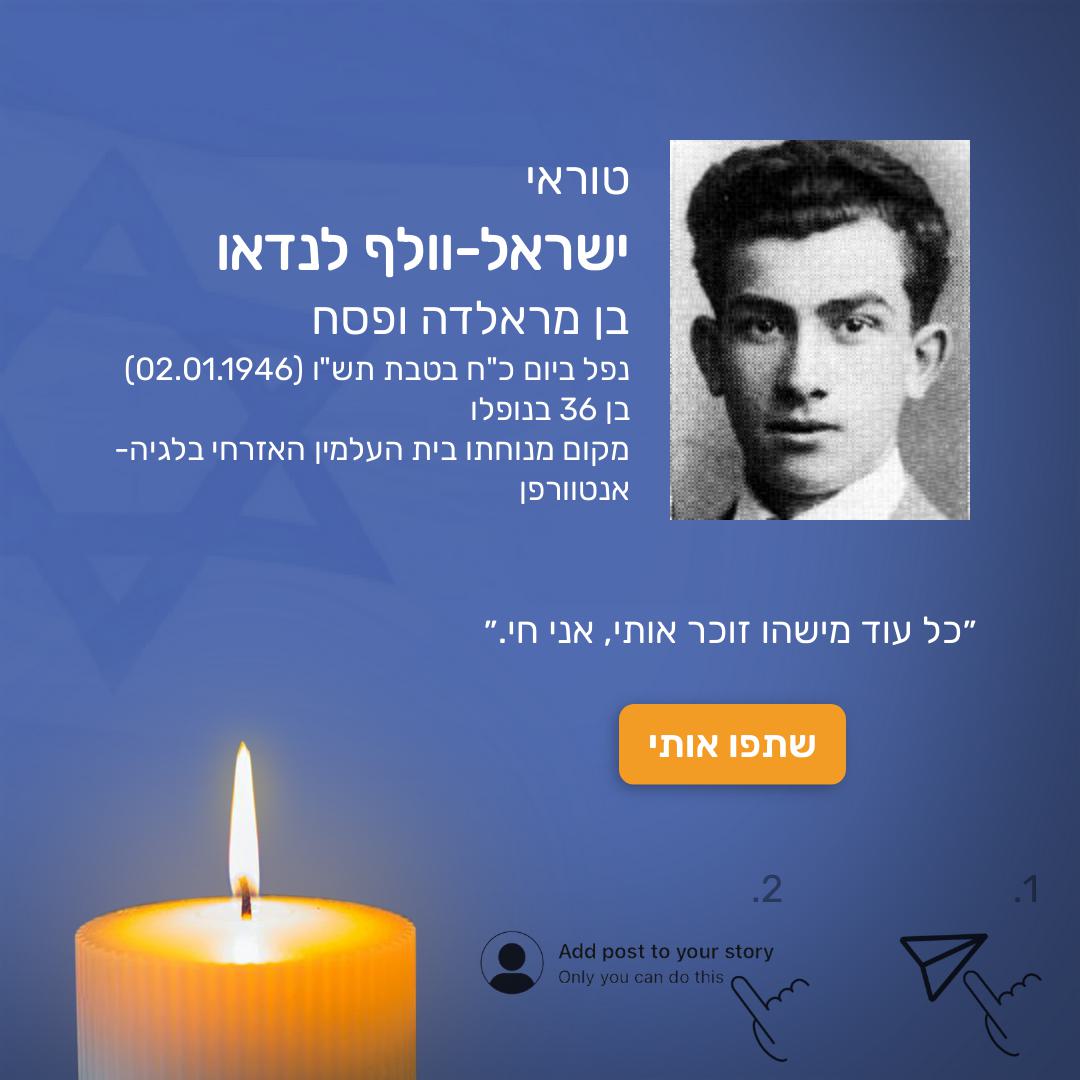 טוראי
ישראל-וולף לנדאו
בן מראלדה ופסח
נפל ביום כ"ח בטבת תש"ו (02.01.1946)
בן 36 בנופלו
מקום מנוחתו בית העלמין האזרחי בלגיה-
אנטוורפן
״כל עוד מישהו זוכר אותי, אני חי.״
שתפו אותי
1.
2.
Add post to your story
Only you can do this